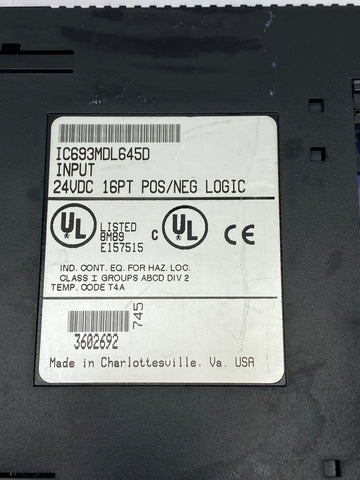 IC693MDL645D
INPUT
24VDC 16PT POS/NEG LOGIC
UL LISTED C UL CE
8M89
E157515
IND. CONT. EQ. FOR HAZ. LOC.
CLASS I GROUPS ABCD DIV 2
TEMP. CODE T4A
745
3602692
Made in Charlottesville, Va. USA